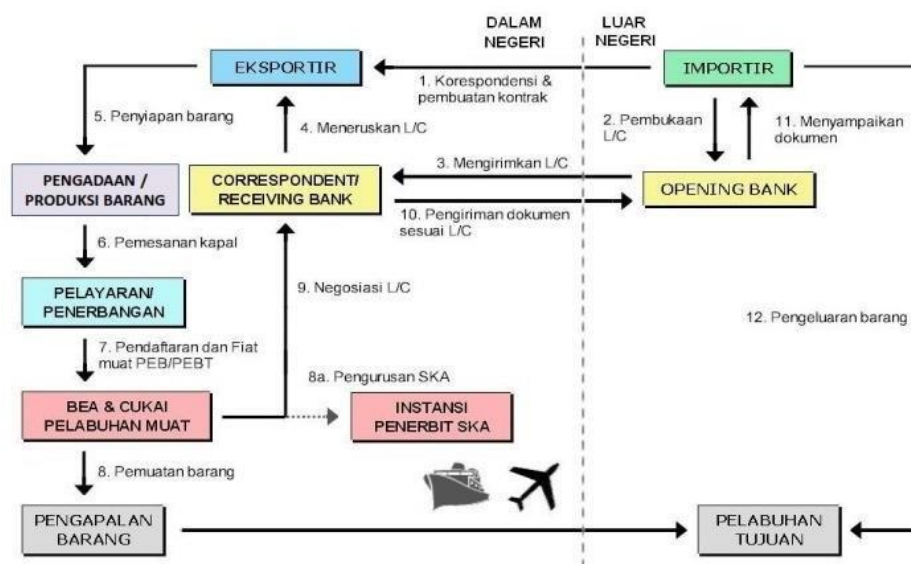 DALAM
NEGERI
LUAR
NEGERI
EKSPORTIR
IMPORTIR
1. Korespondensi &
pembuatan kontrak
5. Penyiapan barang
4. Meneruskan L/C
2. Pembukaan
L/C
11. Menyampaikan
dokumen
3. Mengirimkan L/C
PENGADAAN /
PRODUKSI BARANG
CORRESPONDENT/
RECEIVING BANK
OPENING BANK
10. Pengiriman dokumen
sesuai L/C
6. Pemesanan kapal
PELAYARAN/
PENERBANGAN
9. Negosiasi L/C
12. Pengeluaran barang
7. Pendaftaran dan Fiat
muat PEB/PEBT
8a. Pengurusan SKA
BEA & CUKAI
PELABUHAN MUAT
INSTANSI
PENERBIT SKA
8. Pemuatan barang
PENGAPALAN
BARANG
PELABUHAN
TUJUAN